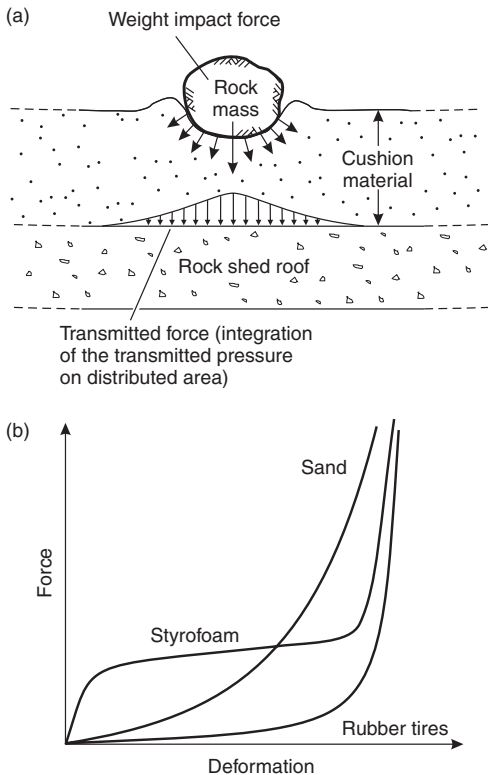 (a)
Weight impact force
Rock
mass
Cushion
material
Rock shed roof
Transmitted force (integration
of the transmitted pressure
on distributed area)
(b)
Sand
Force
Styrofoam
Rubber tires
Deformation